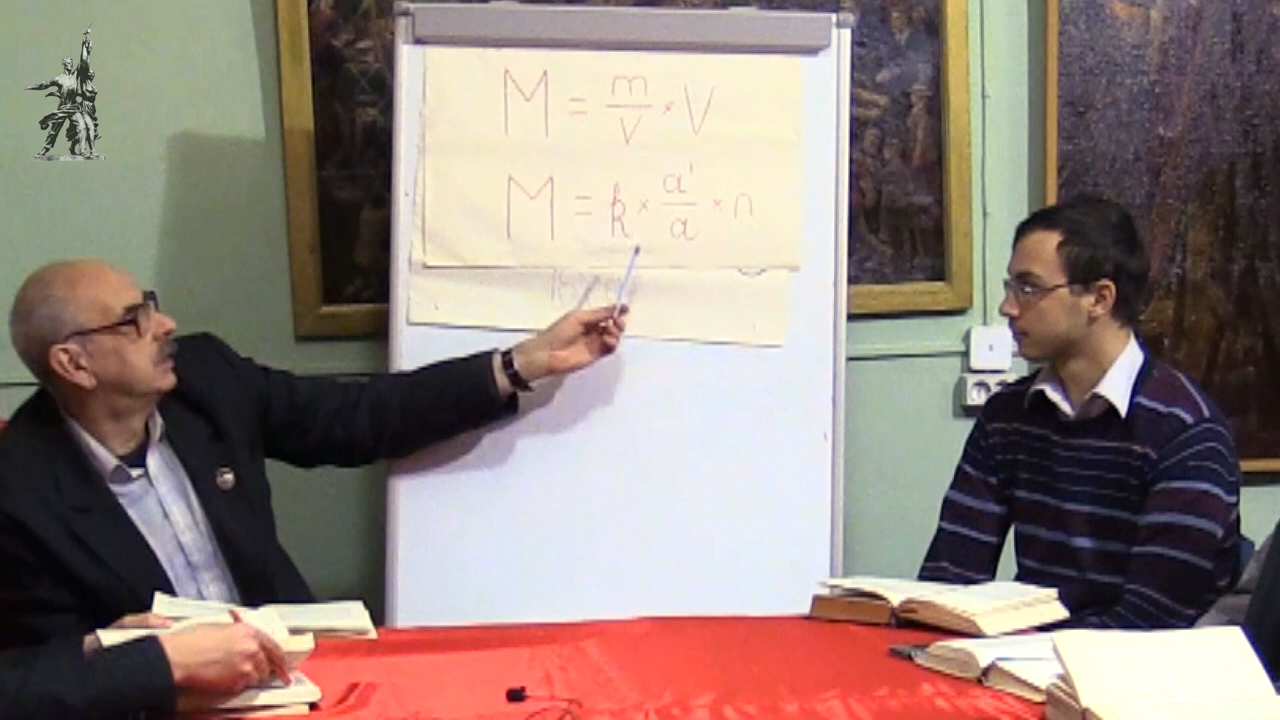 M = m/v × V
M = k × a'/a × n